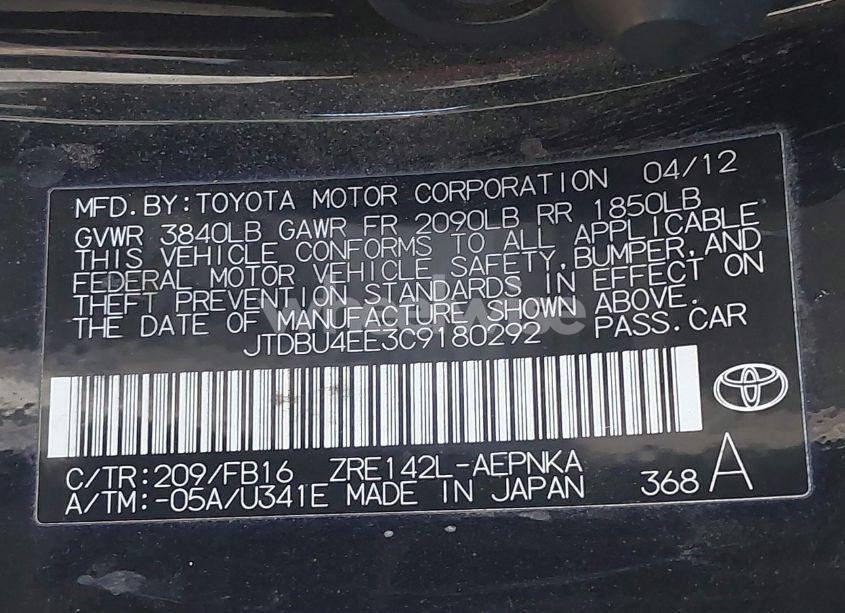 MFD.BY:TOYOTA MOTOR CORPORATION 04/12
GVWR 3840LB GAWR FR 2090LB RR 1850LB
THIS VEHICLE CONFORMS TO ALL APPLICABLE
FEDERAL MOTOR VEHICLE SAFETY,BUMPER,AND
THEFT PREVENTION STANDARDS IN EFFECT ON
THE DATE OF MANUFACTURE SHOWN ABOVE.
JTDBU4EE3C9180292 PASS.CAR
C/TR:209/FB16 ZRE142L-AEPNKA
A/TM:-05A/U341E MADE IN JAPAN 368 A